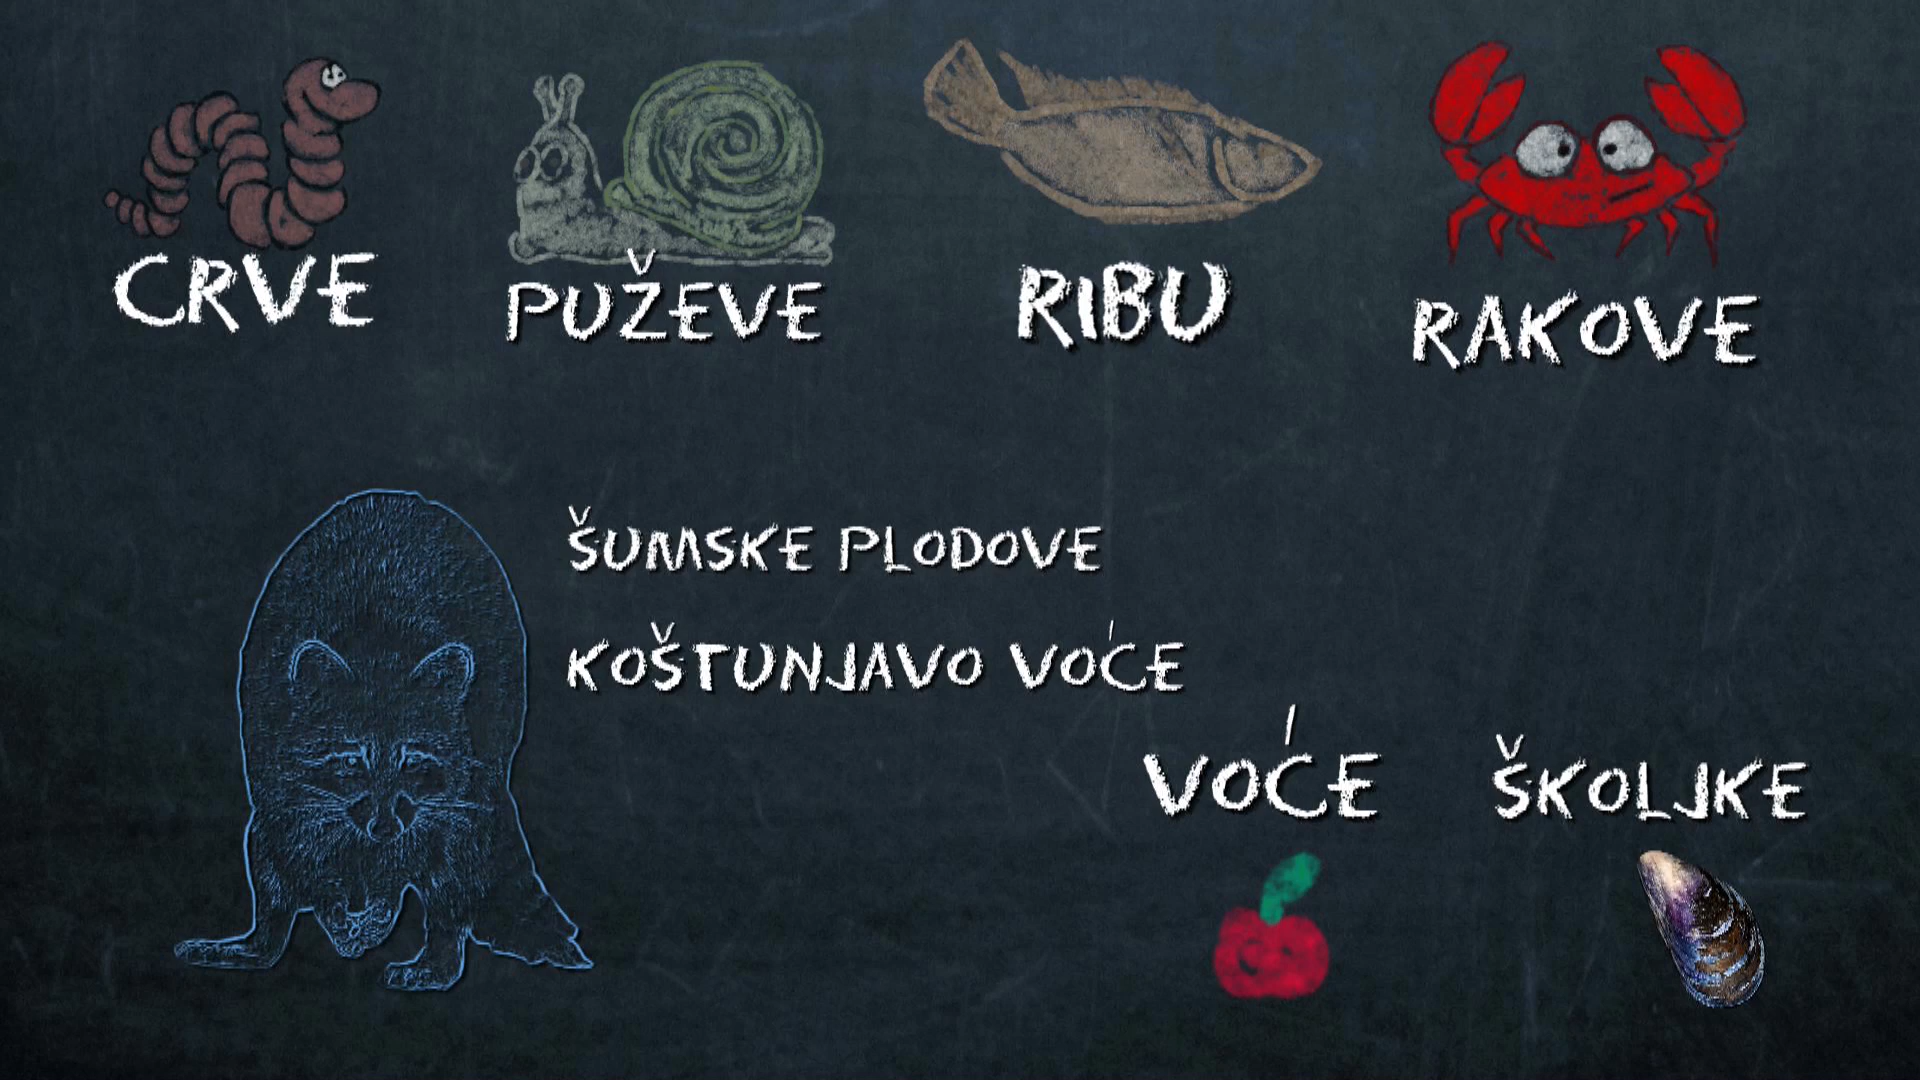 CRVE
PUŽEVE
RIBU
RAKOVE
ŠUMSKE PLODOVE
KOŠTUNJAVO VOĆE
VOĆE
ŠKOLJKE